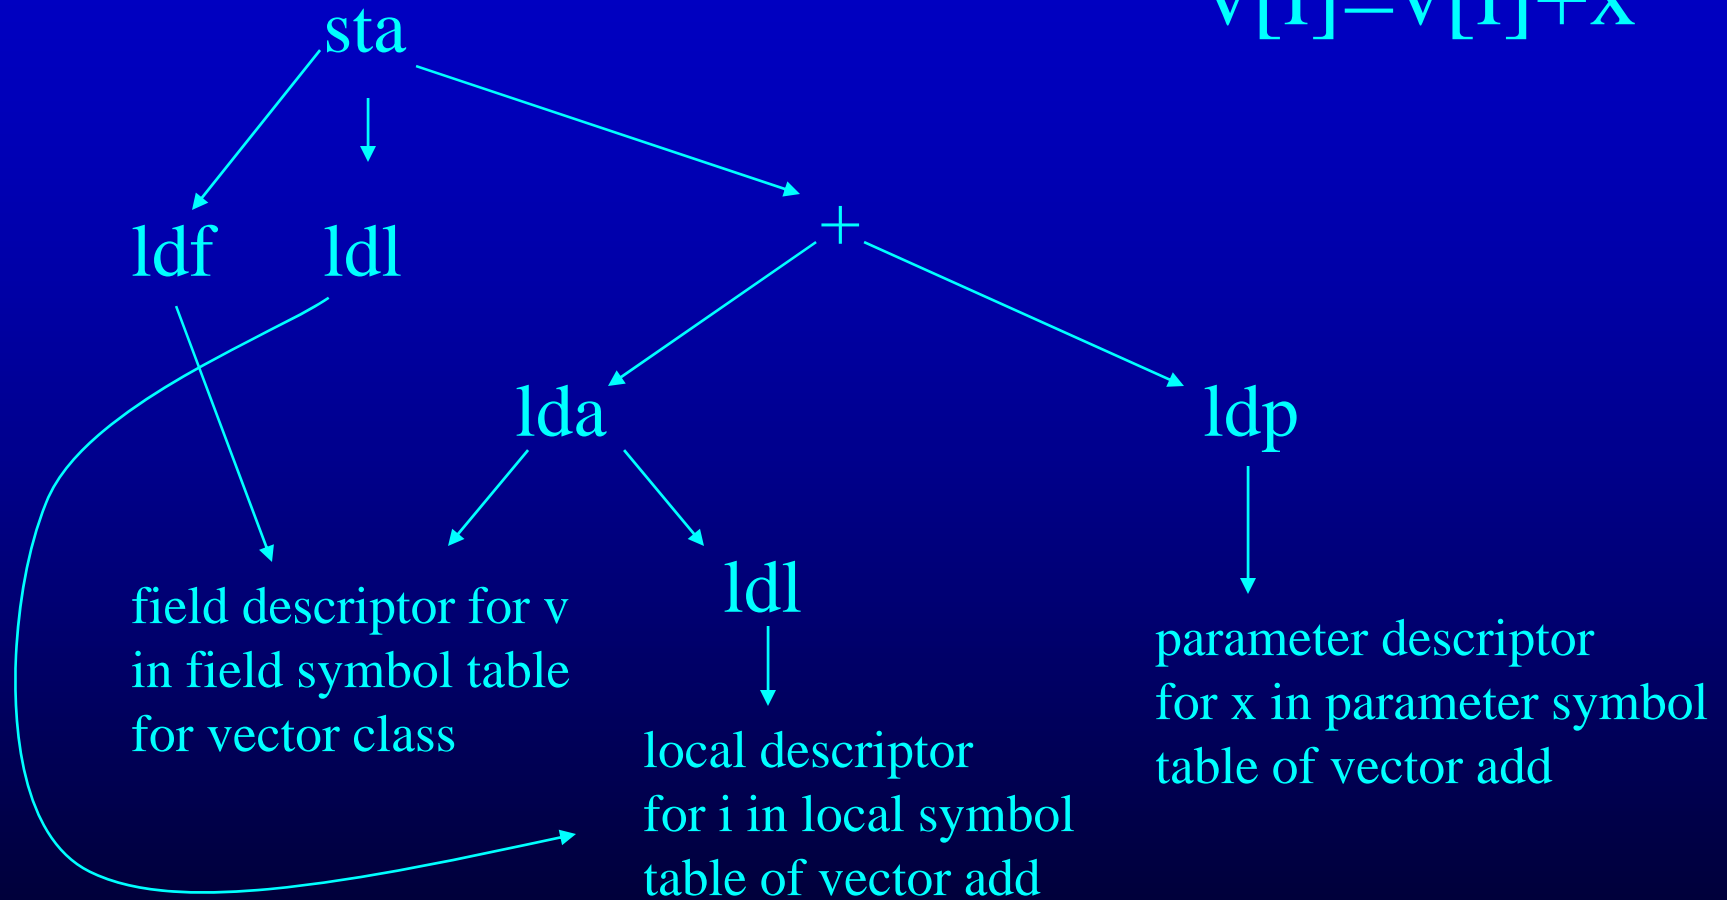 v[i]=v[i]+x
sta
ldf ldl +
lda ldp
ldl
field descriptor for v
in field symbol table
for vector class
local descriptor
for i in local symbol
table of vector add
parameter descriptor
for x in parameter symbol
table of vector add